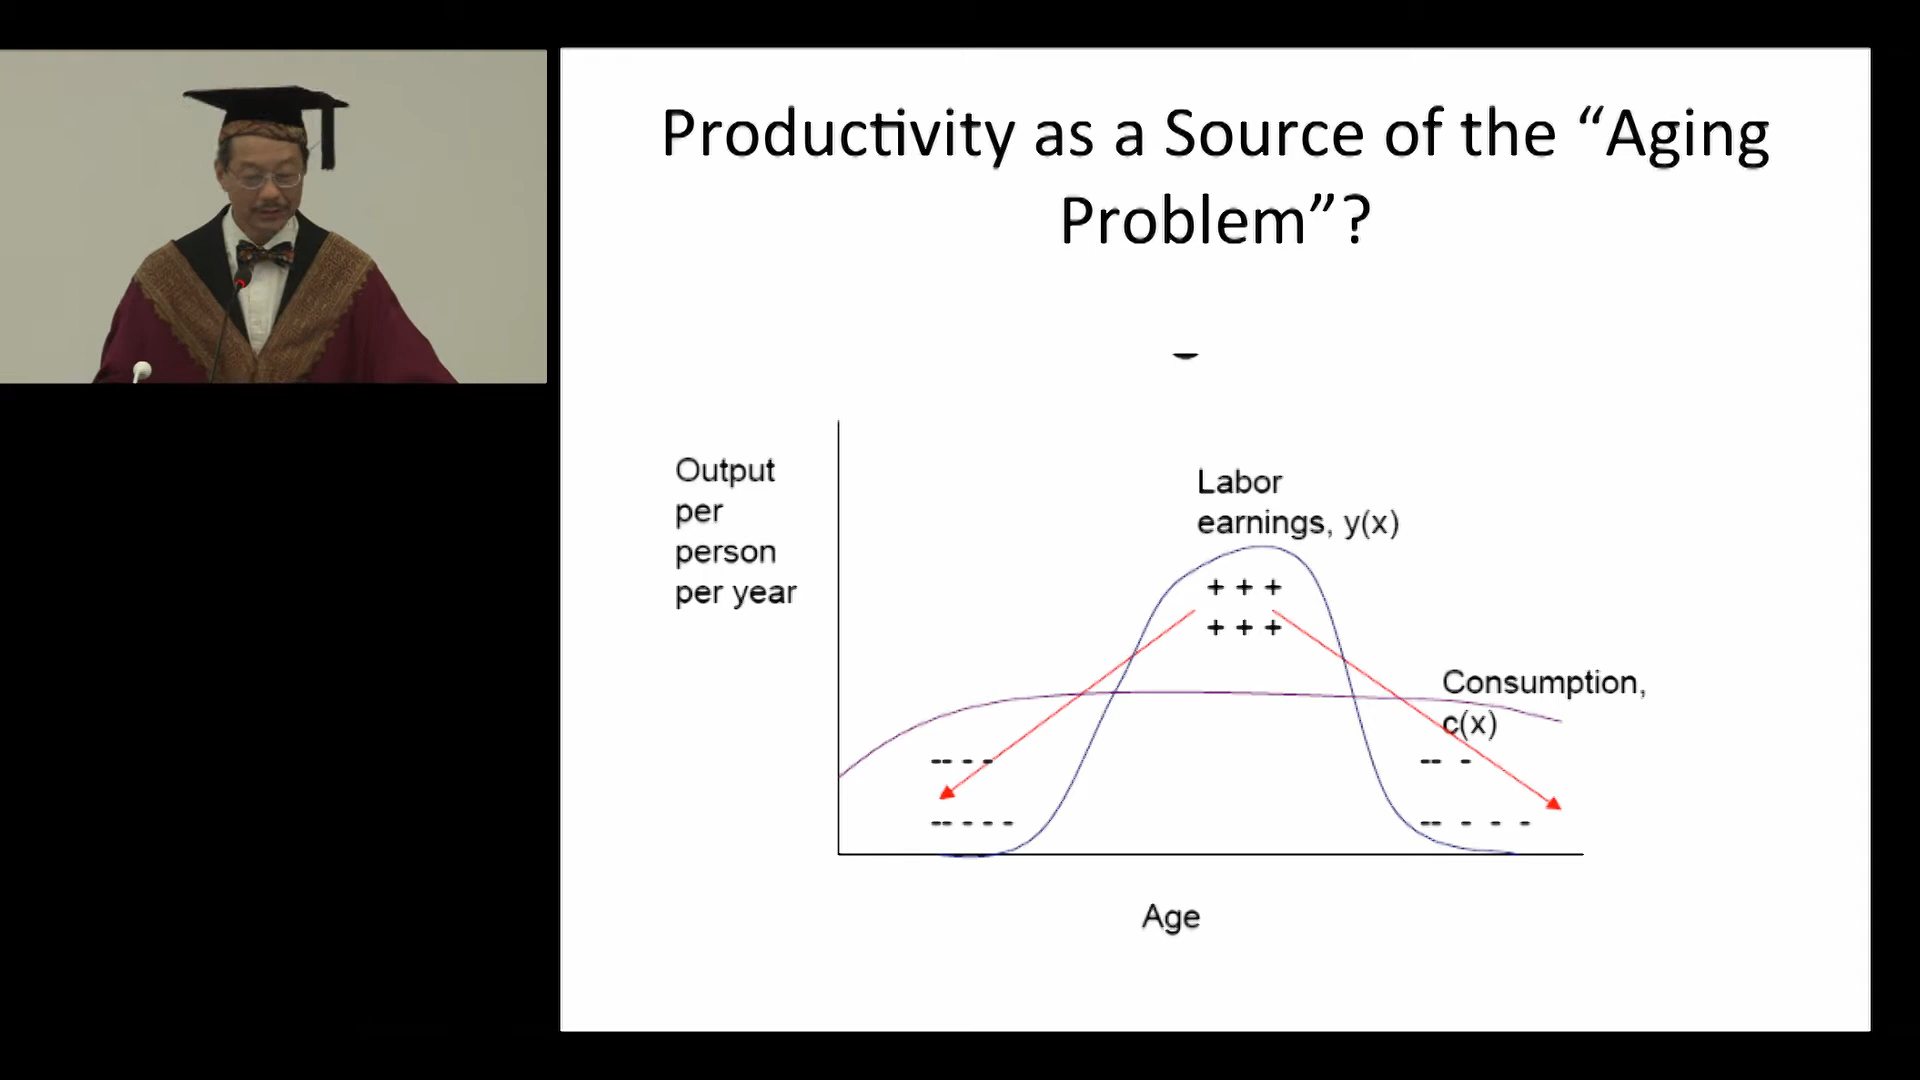 Productivity as a Source of the “Aging
Problem”?
Output
per
person
per year
Labor
earnings, y(x)
+ + +
+ + +
Consumption,
c(x)
-- - -
-- -
-- - - -
-- - - -
Age